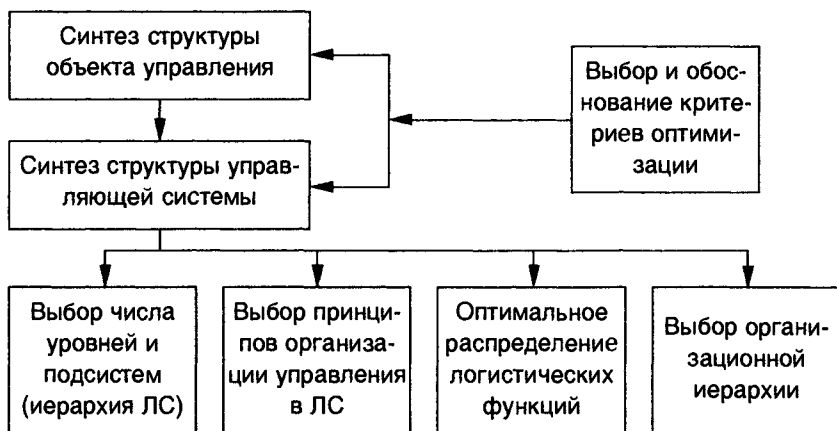 Синтез структуры
объекта управления
Выбор и обос-
нование крите-
риев оптими-
зации
Синтез структуры управ-
ляющей системы
Выбор числа
уровней и
подсистем
(иерархия ЛС)
Выбор принци-
пов организа-
ции управления
в ЛС
Оптимальное
распределение
логистических
функций
Выбор органи-
зационной
иерархии